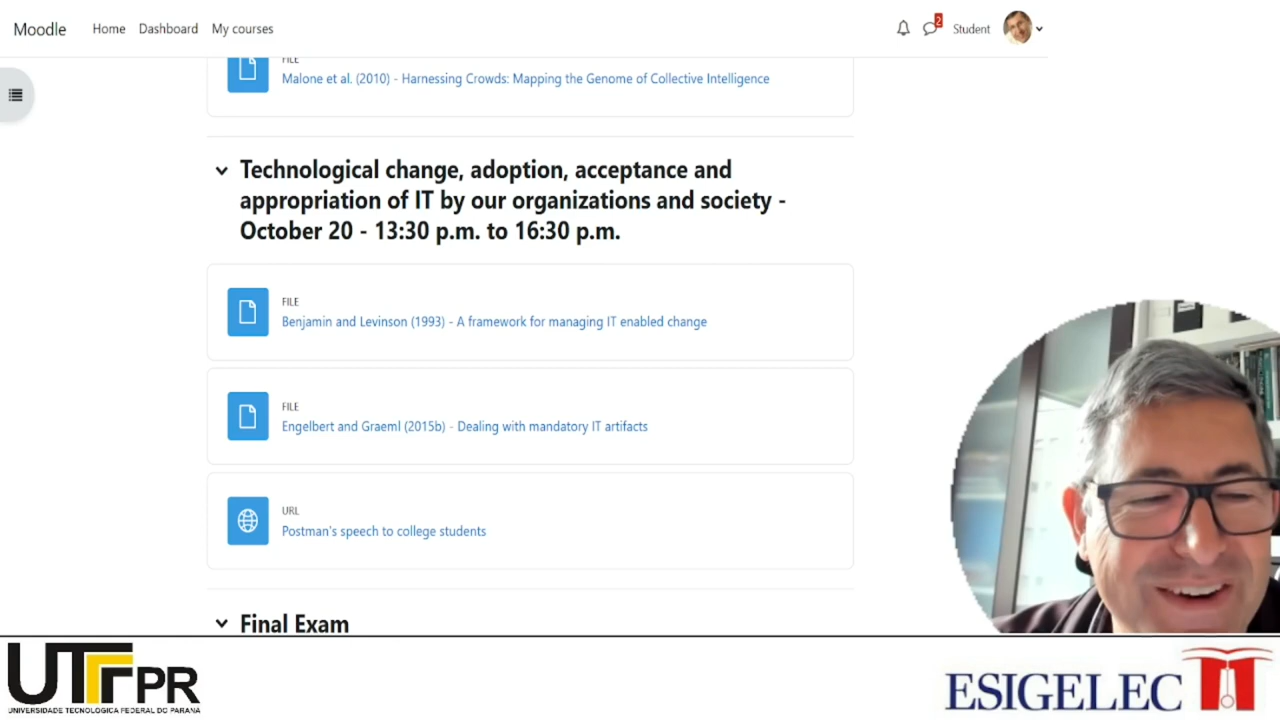 Moodle Home Dashboard My courses 2 Student
FILE
Malone et al. (2010) - Harnessing Crowds: Mapping the Genome of Collective Intelligence
Technological change, adoption, acceptance and
appropriation of IT by our organizations and society -
October 20 - 13:30 p.m. to 16:30 p.m.
FILE
Benjamin and Levinson (1993) - A framework for managing IT enabled change
FILE
Engelbert and Graeml (2015b) - Dealing with mandatory IT artifacts
URL
Postman's speech to college students
Final Exam
UTFPR
UNIVERSIDADE TECNOLÓGICA FEDERAL DO PARANÁ
ESIGELEC